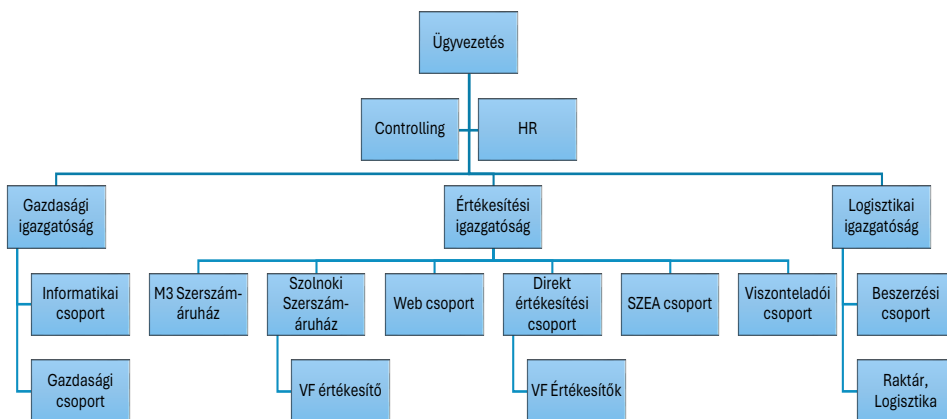 Ügyvezetés
Controlling
HR
Gazdasági
igazgatóság
Értékesítési
igazgatóság
Logisztikai
igazgatóság
Informatikai
csoport
M3 Szerszám-
áruház
Szolnoki
Szerszám-
áruház
Web csoport
Direkt
értékesítési
csoport
SZEA csoport
Viszonteladói
csoport
Beszerzési
csoport
Gazdasági
csoport
VF értékesítő
VF Értékesítők
Raktár,
Logisztika